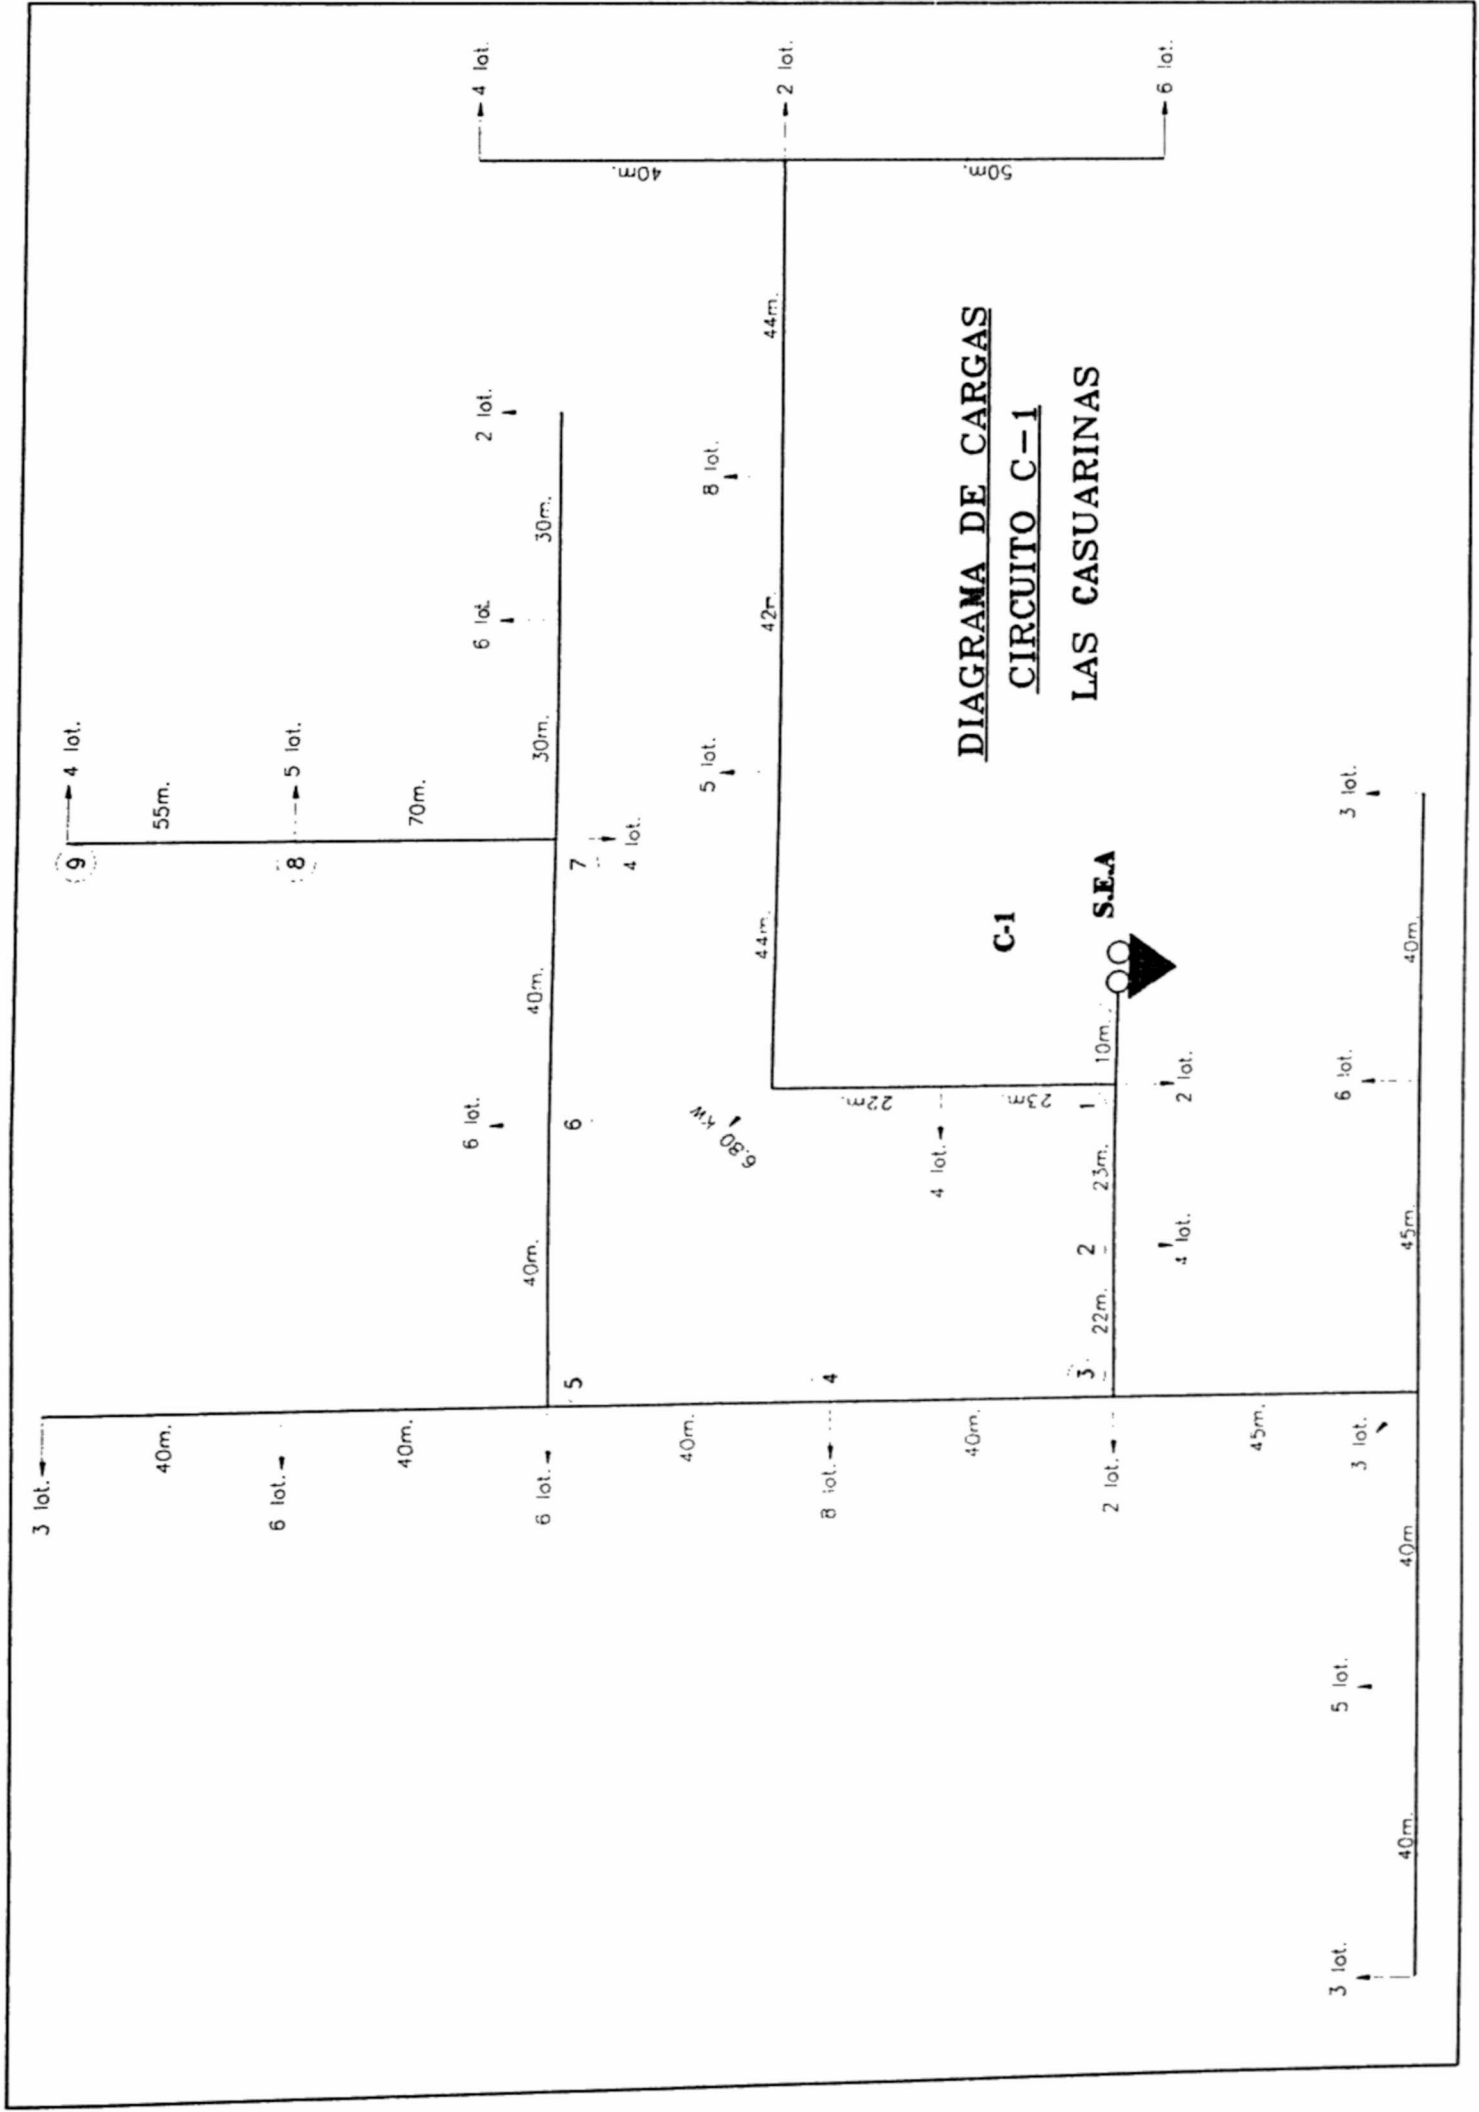 3 lot.
40m.
6 lot.
40m.
6 lot.
40m.
8 lot.
40m.
2 lot.
45m.
3 lot.
9
4 lot.
55m.
8
5 lot.
70m.
7
4 lot.
40m.
6 lot.
6
40m.
5
4
30m.
6 lot.
30m.
2 lot.
4 lot.
40m.
2 lot.
50m.
6 lot.
44m.
8 lot.
42m.
5 lot.
44m.
6.80 kW
22m.
4 lot.
23m.
C-1
S.E.A
10m.
1
2 lot.
23m.
2
4 lot.
22m.
3
DIAGRAMA DE CARGAS
CIRCUITO C-1
LAS CASUARINAS
3 lot.
40m.
6 lot.
45m.
40m
5 lot.
40m.
3 lot.